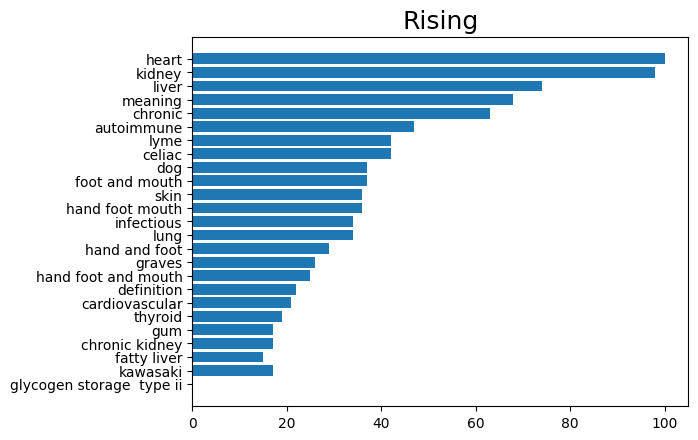 Rising
heart
kidney
liver
meaning
chronic
autoimmune
lyme
celiac
dog
foot and mouth
skin
hand foot mouth
infectious
lung
hand and foot
graves
hand foot and mouth
definition
cardiovascular
thyroid
gum
chronic kidney
fatty liver
kawasaki
glycogen storage  type ii
0 20 40 60 80 100